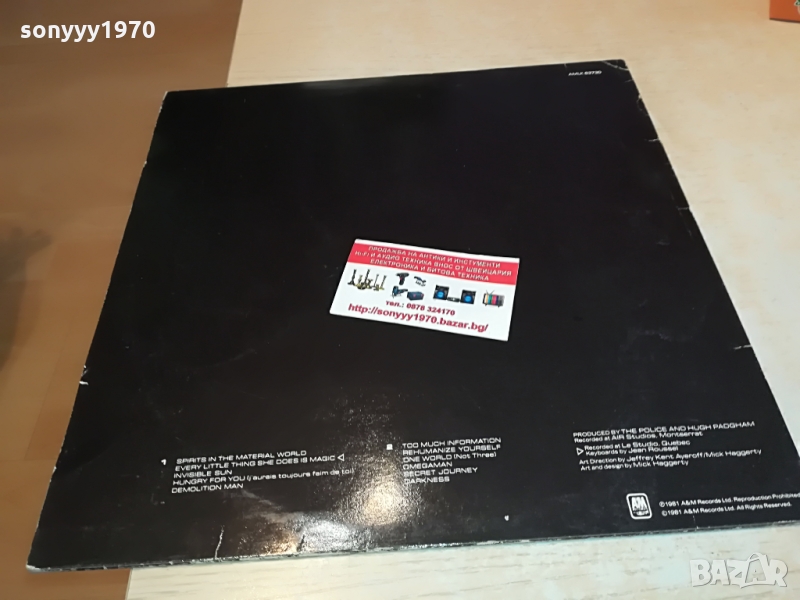 sonyyy1970
AMLK 63730
ПРОДАЖБА НА АНТИКИ И ИНСТУМЕНТИ
Hi-Fi И АУДИО ТЕХНИКА ВНОС ОТ ШВЕЙЦАРИЯ
ЕЛЕКТРОНИКА И БИТОВА ТЕХНИКА
тел.: 0878 324170
http://sonyyy1970.bazar.bg/
1
SPIRITS IN THE MATERIAL WORLD
EVERY LITTLE THING SHE DOES IS MAGIC
INVISIBLE SUN
HUNGRY FOR YOU (j'aurais toujours faim de toi)
DEMOLITION MAN
TOO MUCH INFORMATION
REHUMANIZE YOURSELF
ONE WORLD (Not Three)
OMEGAMAN
SECRET JOURNEY
DARKNESS
PRODUCED BY THE POLICE AND HUGH PADGHAM
Recorded at AIR Studios, Montserrat
Recorded at Le Studio, Quebec
Keyboards by Jean Roussel
Art Direction by Jeffrey Kent Ayeroff/Mick Haggerty
Art and design by Mick Haggerty
A&M
RECORDS
℗1981 A&M Records Ltd. Reproduction Prohibited
©1981 A&M Records Ltd. All Rights Reserved.
BAZAR
bg